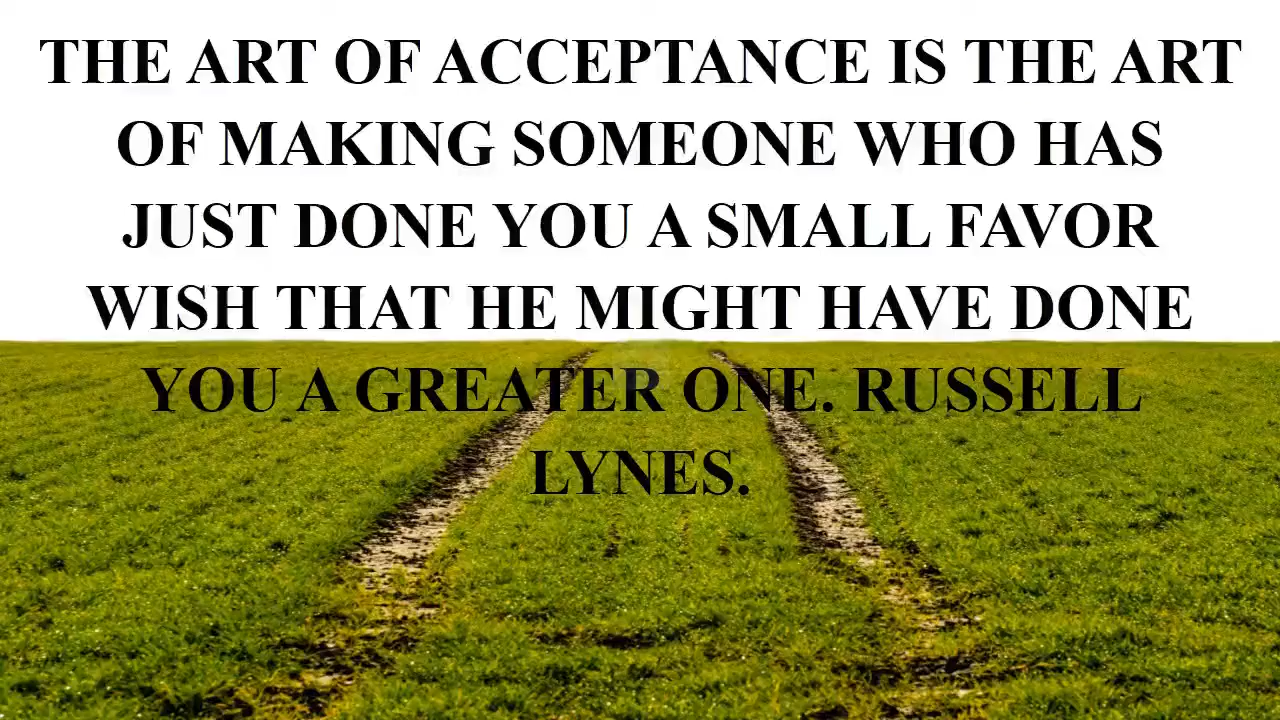 THE ART OF ACCEPTANCE IS THE ART
OF MAKING SOMEONE WHO HAS
JUST DONE YOU A SMALL FAVOR
WISH THAT HE MIGHT HAVE DONE
YOU A GREATER ONE. RUSSELL
LYNES.